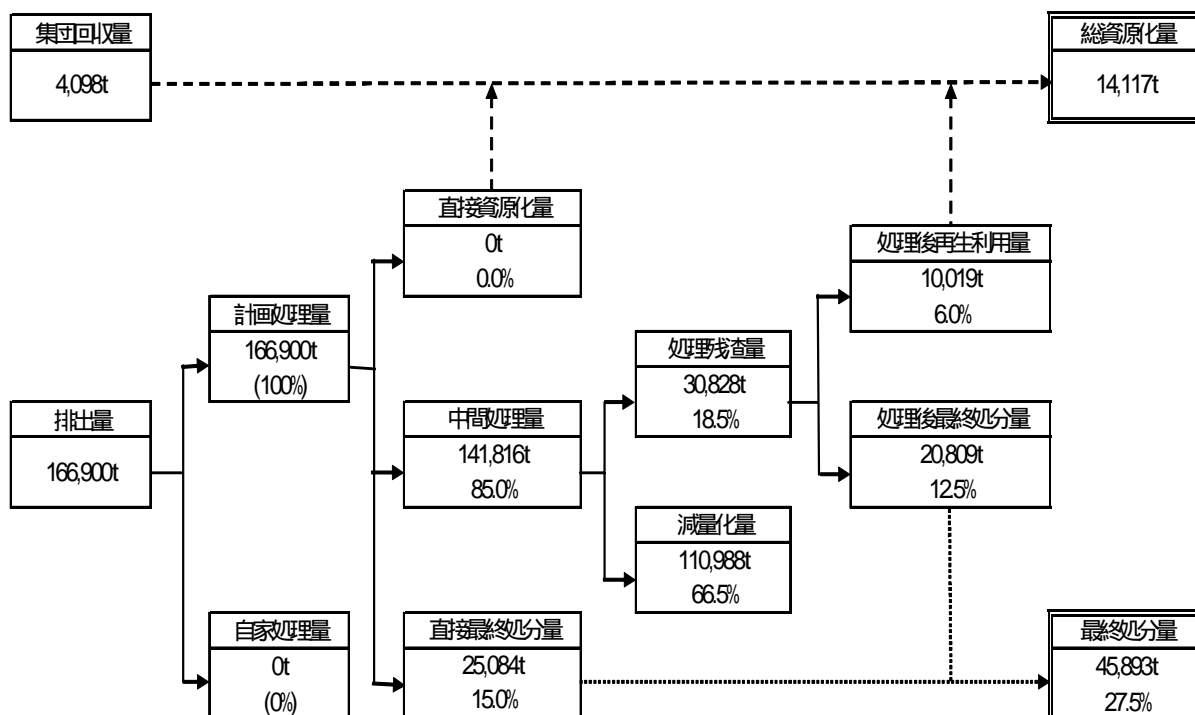 集団回収量
4,098t
総資源化量
14,117t
直接資源化量
0t
0.0%
処理後再生利用量
10,019t
6.0%
計画処理量
166,900t
(100%)
処理残渣量
30,828t
18.5%
排出量
166,900t
中間処理量
141,816t
85.0%
処理後最終処分量
20,809t
12.5%
減量化量
110,988t
66.5%
自家処理量
0t
(0%)
直接最終処分量
25,084t
15.0%
最終処分量
45,893t
27.5%